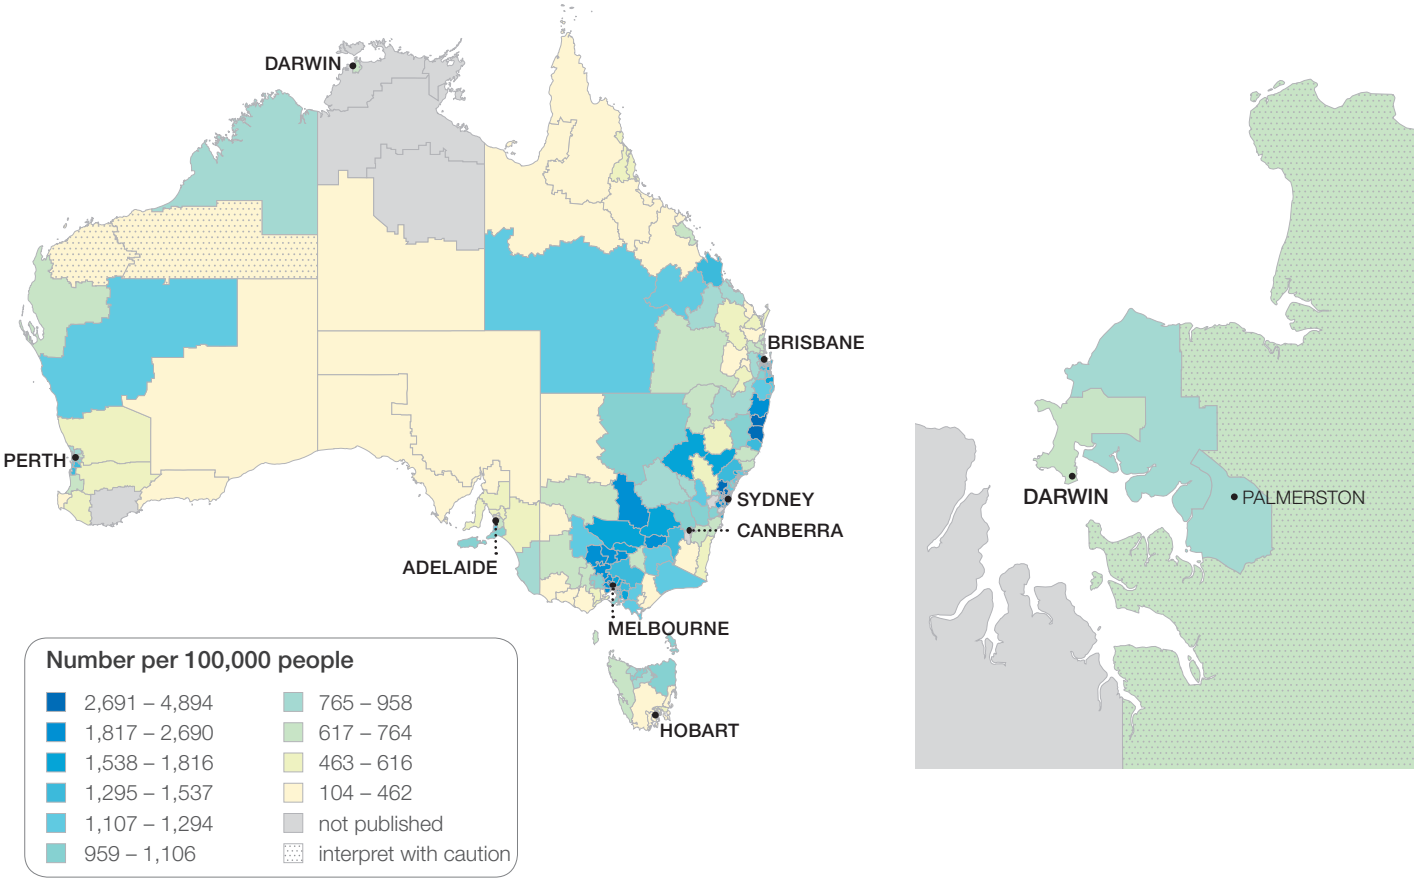 DARWIN
BRISBANE
PERTH
SYDNEY
CANBERRA
ADELAIDE
MELBOURNE
HOBART
Number per 100,000 people
2,691 – 4,894
1,817 – 2,690
1,538 – 1,816
1,295 – 1,537
1,107 – 1,294
959 – 1,106
765 – 958
617 – 764
463 – 616
104 – 462
not published
interpret with caution
DARWIN
PALMERSTON